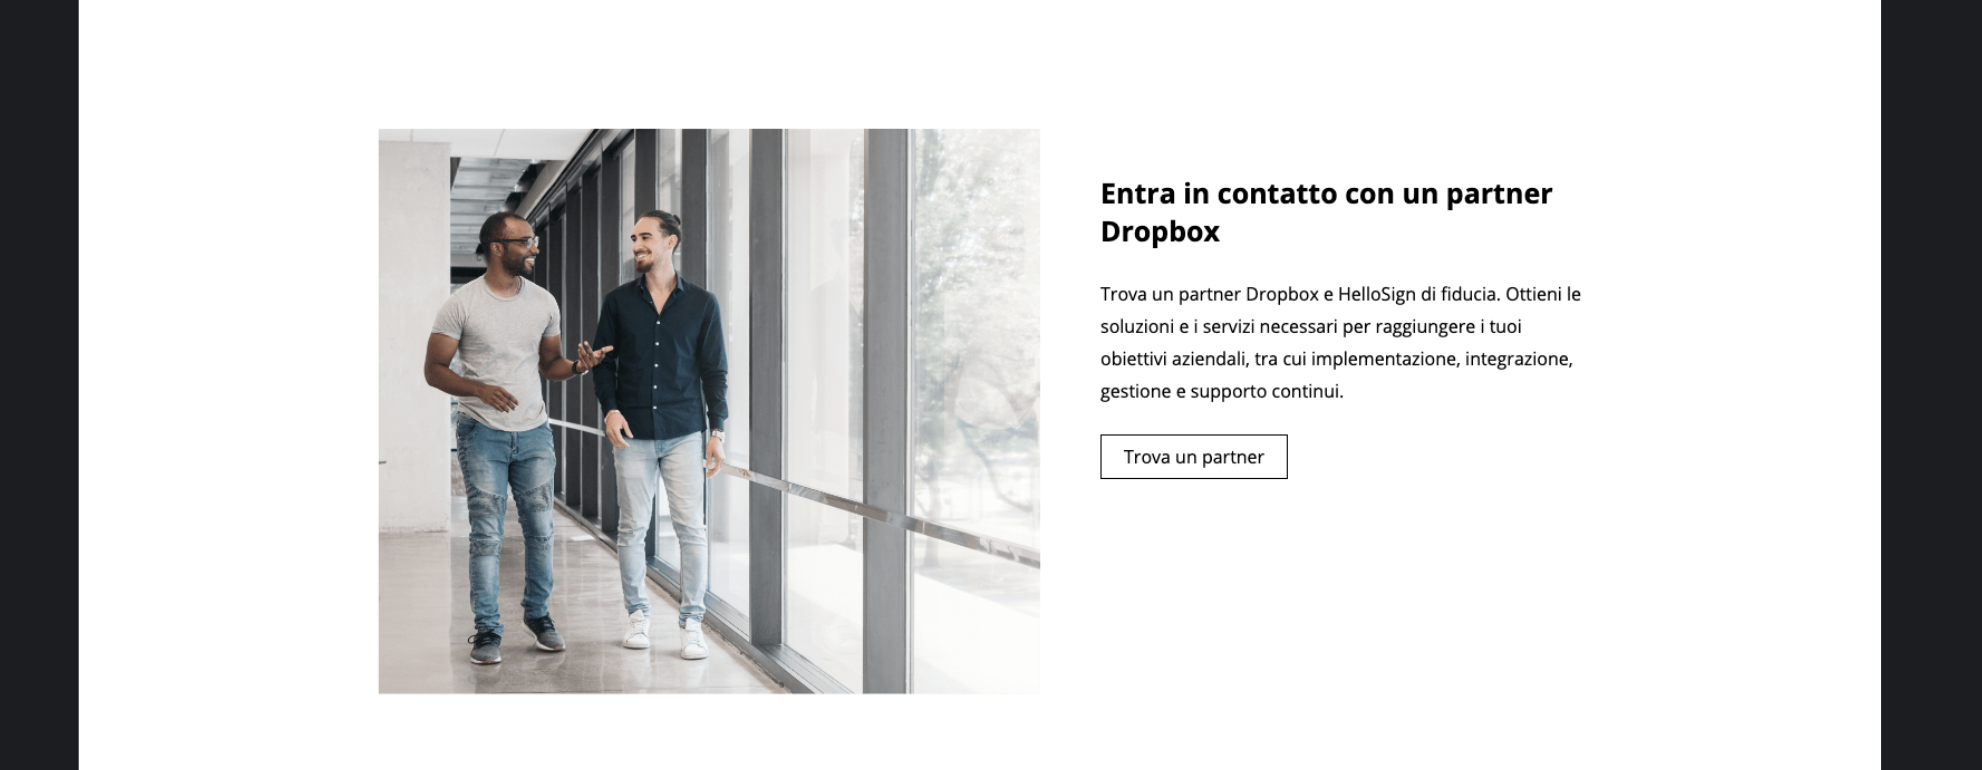 Entra in contatto con un partner
Dropbox
Trova un partner Dropbox e HelloSign di fiducia. Ottieni le
soluzioni e i servizi necessari per raggiungere i tuoi
obiettivi aziendali, tra cui implementazione, integrazione,
gestione e supporto continui.
Trova un partner